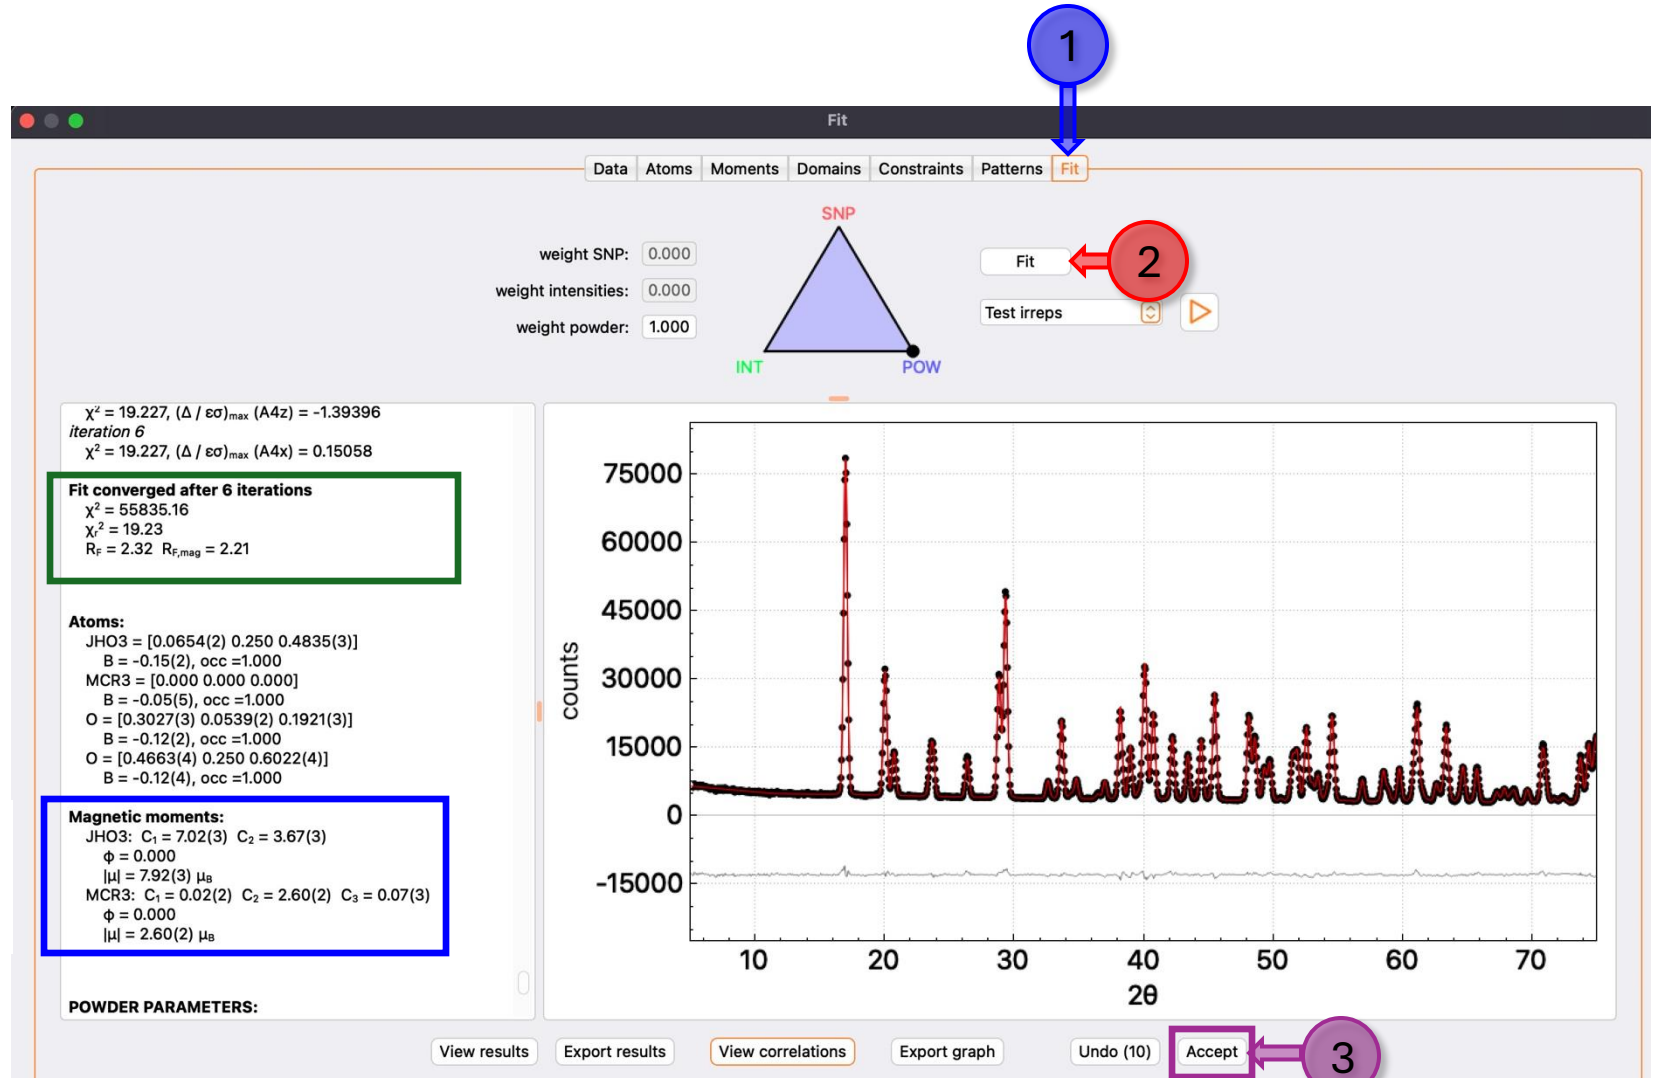 1
Fit
Data Atoms Moments Domains Constraints Patterns Fit
SNP
weight SNP: 0.000
Fit
2
weight intensities: 0.000
Test irreps
weight powder: 1.000
INT
POW
χ² = 19.227, (Δ / εσ)max (A4z) = -1.39396
iteration 6
χ² = 19.227, (Δ / εσ)max (A4x) = 0.15058
Fit converged after 6 iterations
χ² = 55835.16
χr² = 19.23
RF = 2.32 RF,mag = 2.21
Atoms:
JHO3 = [0.0654(2) 0.250 0.4835(3)]
B = -0.15(2), occ =1.000
MCR3 = [0.000 0.000 0.000]
B = -0.05(5), occ =1.000
O = [0.3027(3) 0.0539(2) 0.1921(3)]
B = -0.12(2), occ =1.000
O = [0.4663(4) 0.250 0.6022(4)]
B = -0.12(4), occ =1.000
Magnetic moments:
JHO3: C₁ = 7.02(3) C₂ = 3.67(3)
Φ = 0.000
|μ| = 7.92(3) μB
MCR3: C₁ = 0.02(2) C₂ = 2.60(2) C₃ = 0.07(3)
Φ = 0.000
|μ| = 2.60(2) μB
POWDER PARAMETERS:
75000
60000
45000
30000
15000
0
-15000
counts
10 20 30 40 50 60 70
2θ
View results Export results View correlations Export graph Undo (10) Accept
3